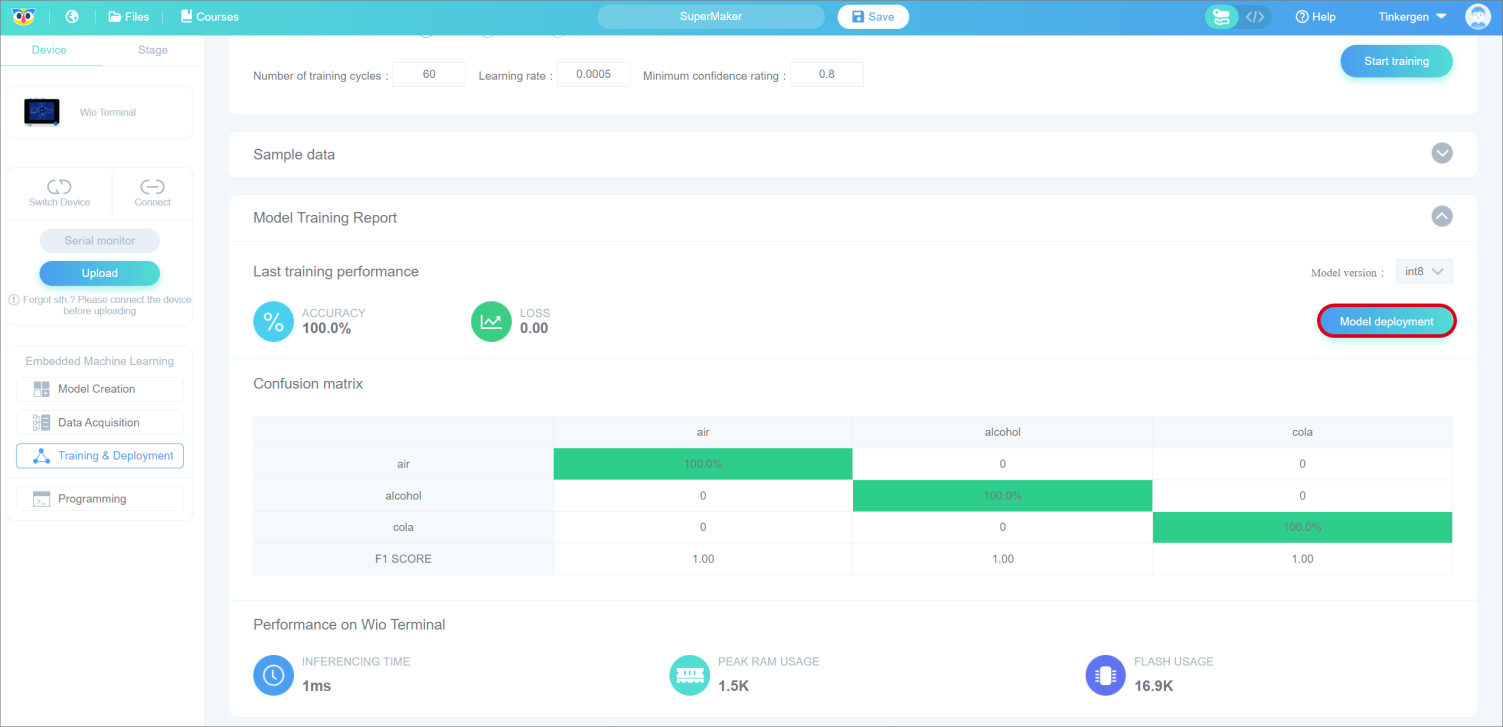 Files Courses SuperMaker Save </> Help Tinkergen
Device Stage
Wio Terminal
Switch Device Connect
Serial monitor
Upload
Forgot sth.? Please connect the device
before uploading
Embedded Machine Learning
Model Creation
Data Acquisition
Training & Deployment
Programming
Number of training cycles : 60 Learning rate : 0.0005 Minimum confidence rating : 0.8 Start training
Sample data
Model Training Report
Last training performance Model version : int8
ACCURACY
100.0%
LOSS
0.00
Model deployment
Confusion matrix
air alcohol cola
air 100.0% 0 0
alcohol 0 100.0% 0
cola 0 0 100.0%
F1 SCORE 1.00 1.00 1.00
Performance on Wio Terminal
INFERENCING TIME
1ms
PEAK RAM USAGE
1.5K
FLASH USAGE
16.9K